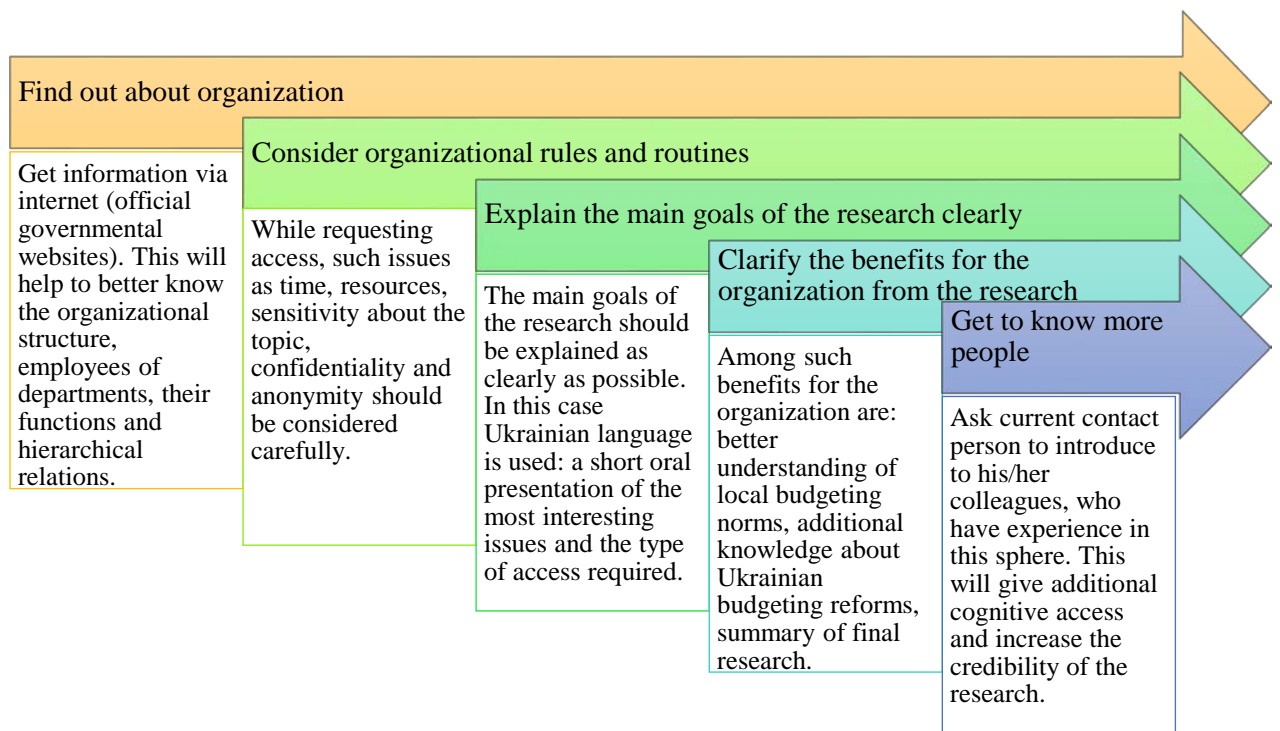 Find out about organization
Get information via
internet (official
governmental
websites). This will
help to better know
the organizational
structure,
employees of
departments, their
functions and
hierarchical
relations.
Consider organizational rules and routines
While requesting
access, such issues
as time, resources,
sensitivity about the
topic,
confidentiality and
anonymity should
be considered
carefully.
Explain the main goals of the research clearly
The main goals of
the research should
be explained as
clearly as possible.
In this case
Ukrainian language
is used: a short oral
presentation of the
most interesting
issues and the type
of access required.
Clarify the benefits for the
organization from the research
Among such
benefits for the
organization are:
better
understanding of
local budgeting
norms, additional
knowledge about
Ukrainian
budgeting reforms,
summary of final
research.
Get to know more
people
Ask current contact
person to introduce
to his/her
colleagues, who
have experience in
this sphere. This
will give additional
cognitive access
and increase the
credibility of the
research.